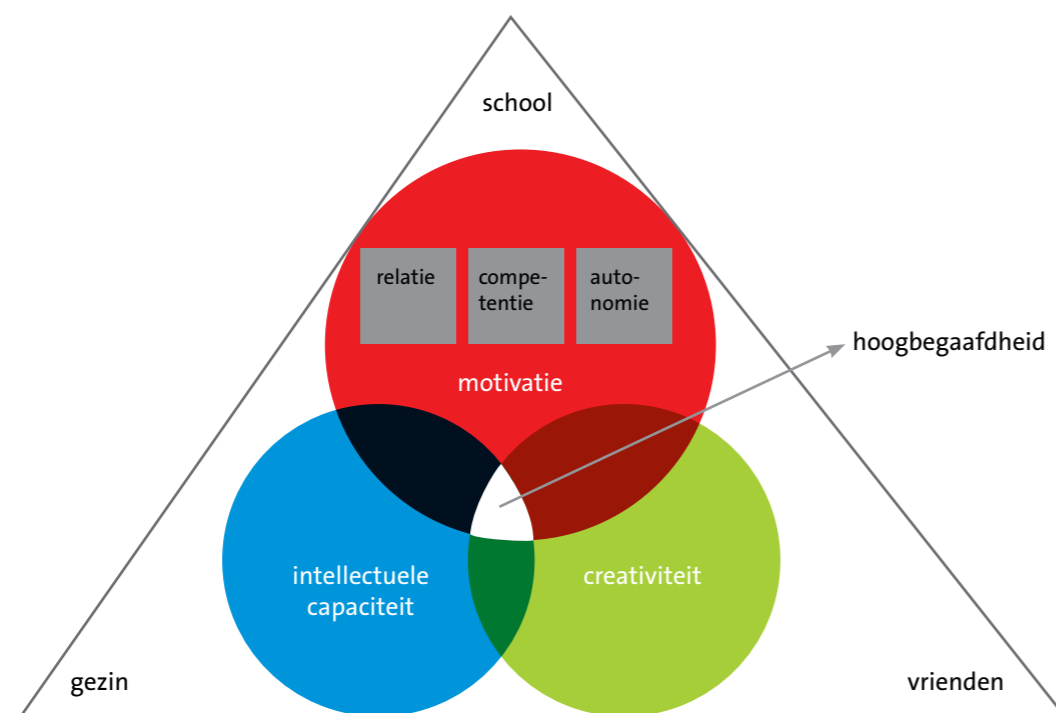 school
relatie
compe-
tentie
auto-
nomie
hoogbegaafdheid
motivatie
intellectuele
capaciteit
creativiteit
gezin
vrienden